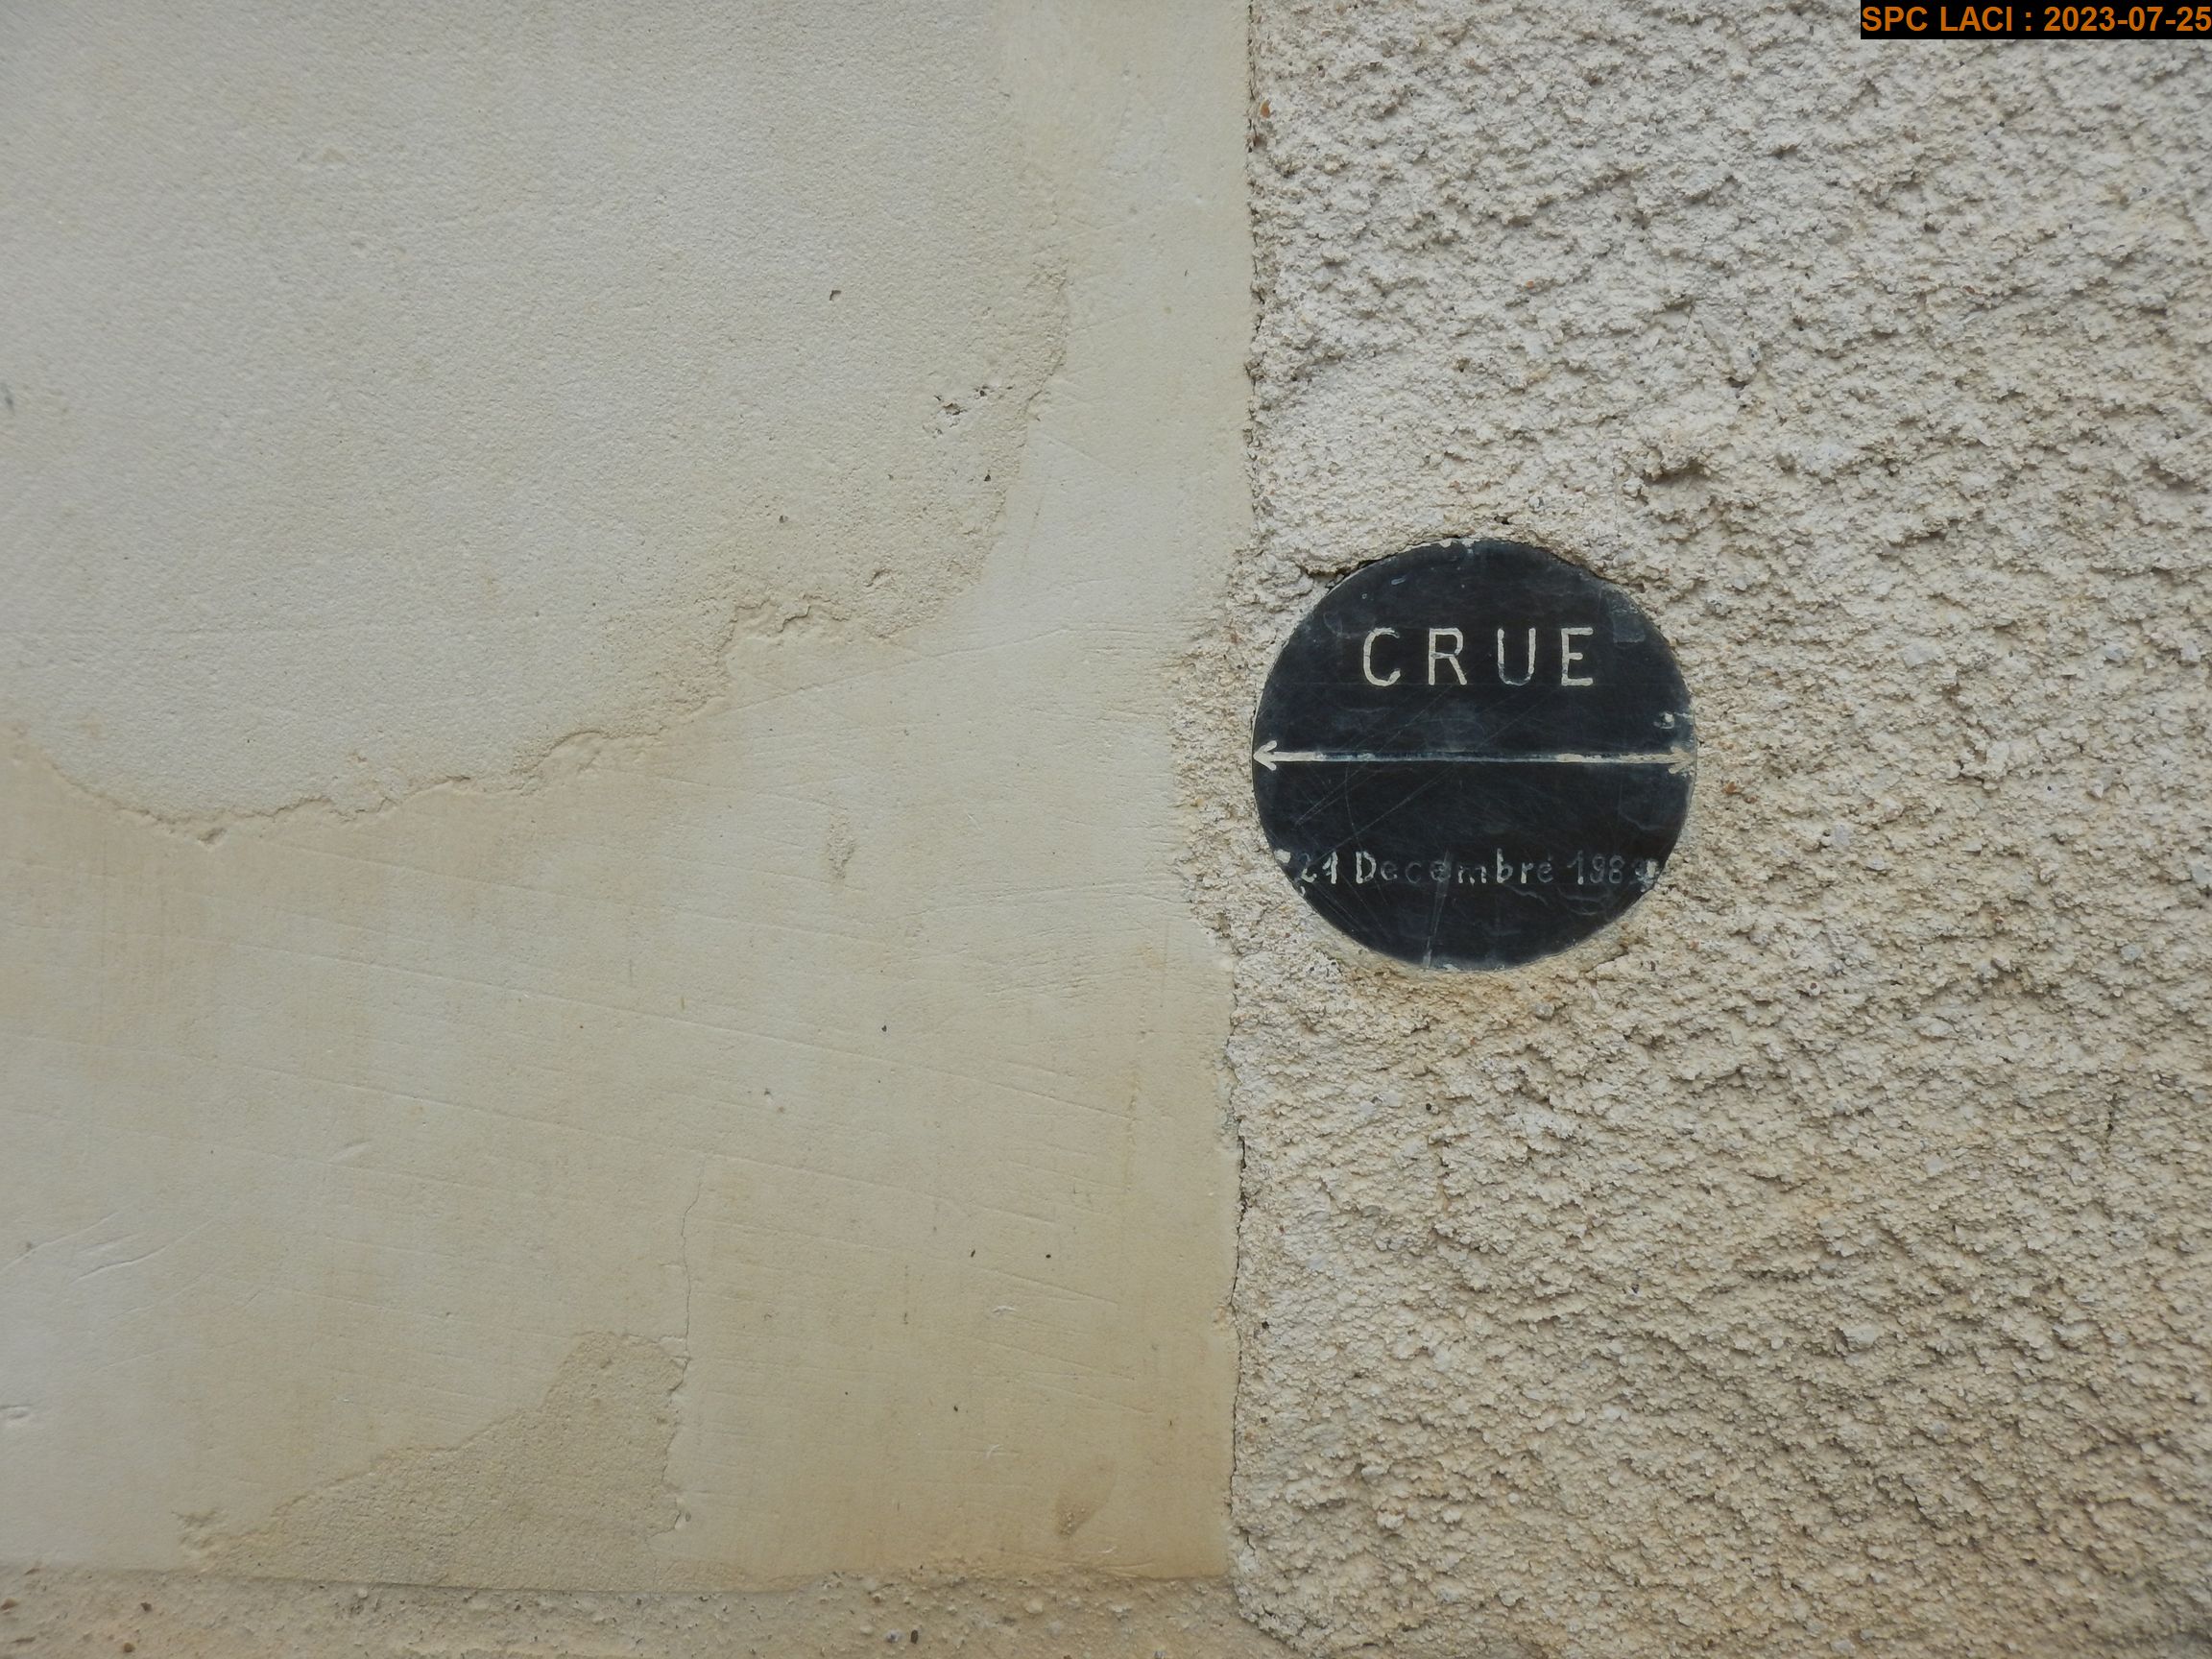 SPC LACI : 2023-07-25
CRUE
21 Decembre